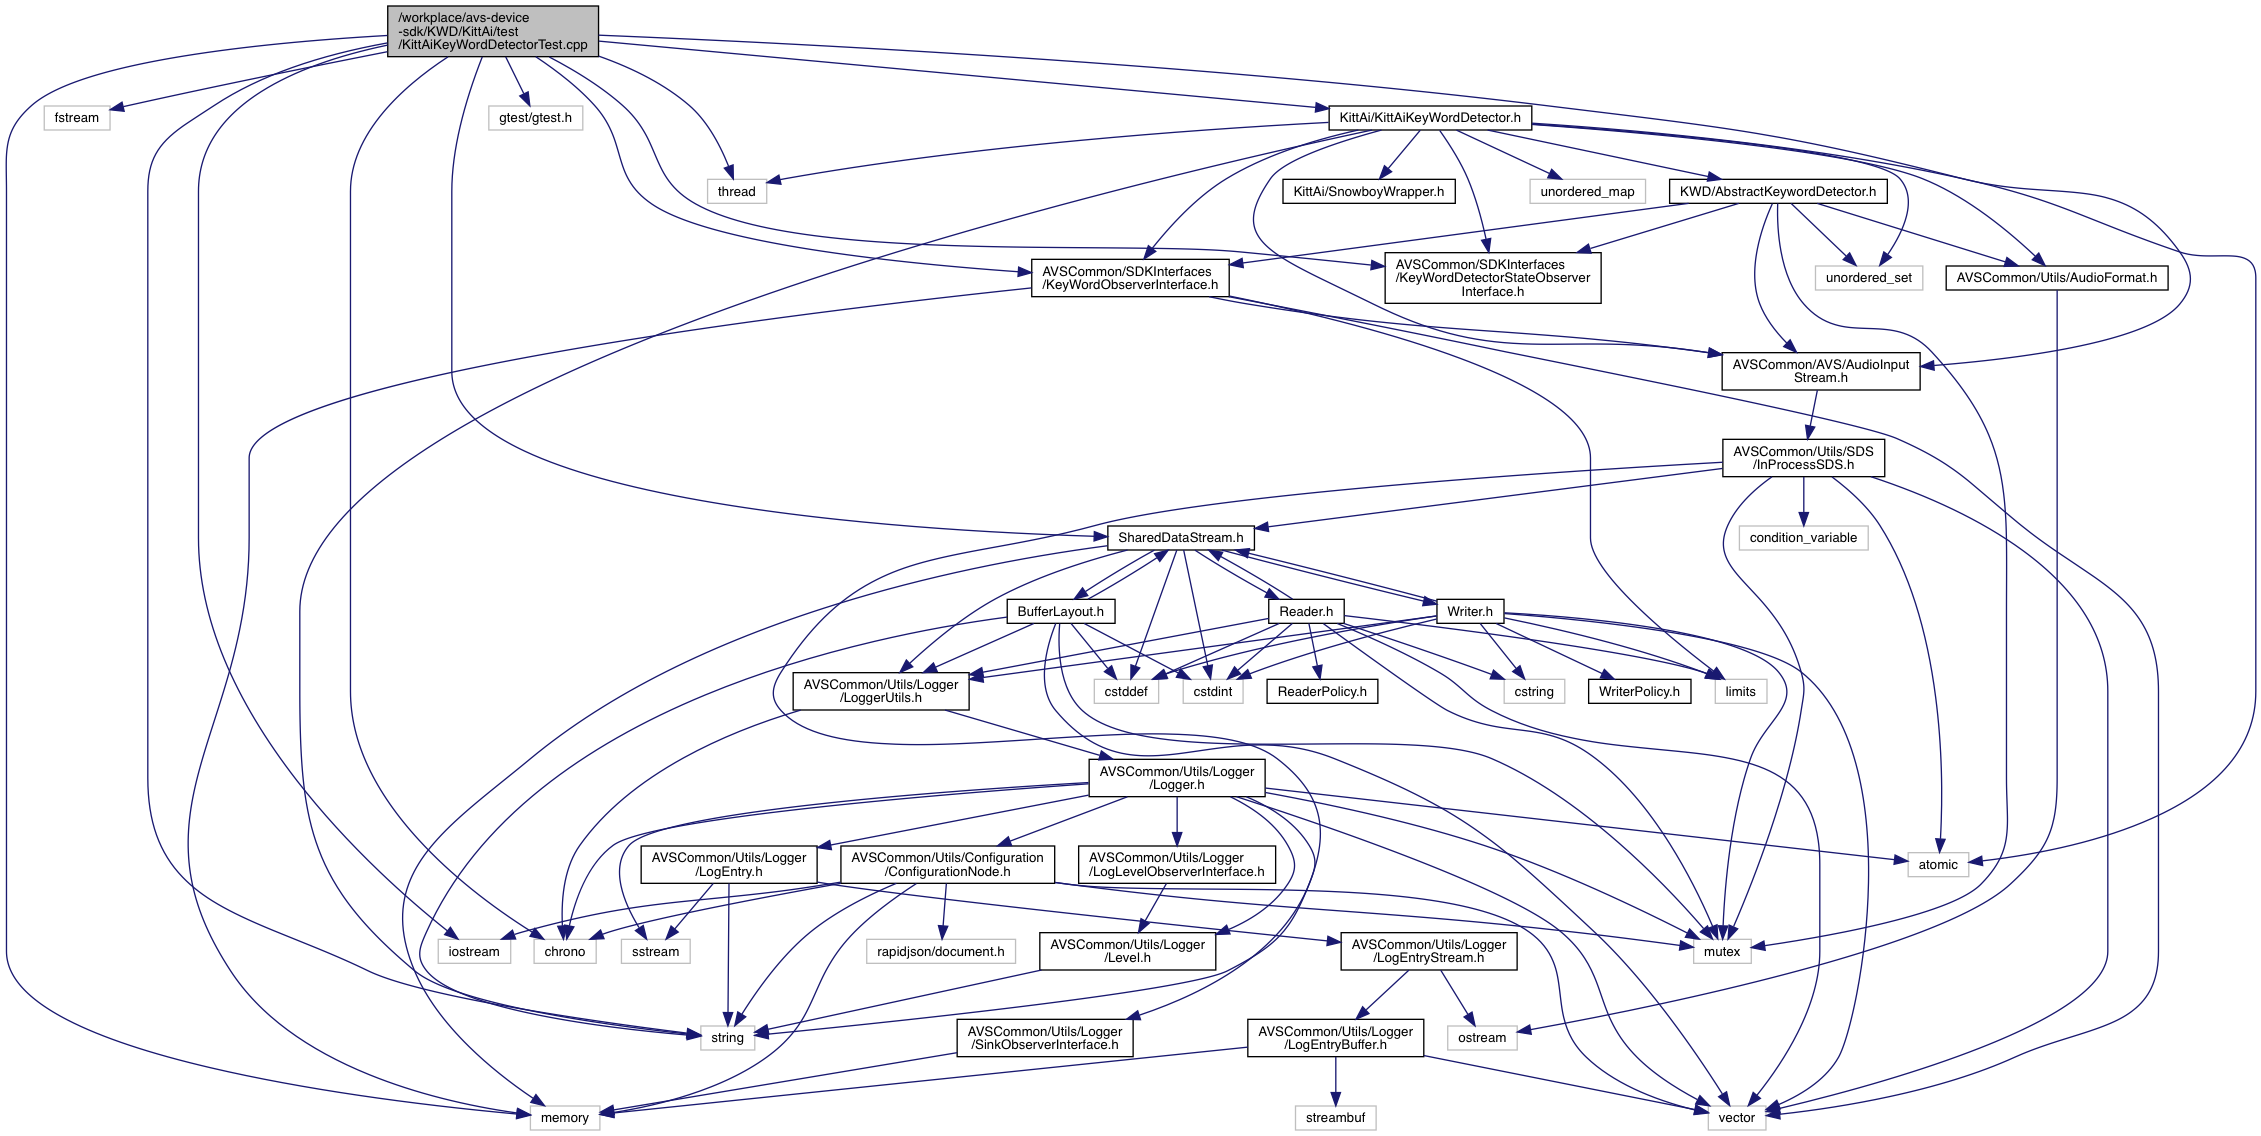 /workplace/avs-device
-sdk/KWD/KittAi/test
/KittAiKeyWordDetectorTest.cpp
fstream
gtest/gtest.h
KittAi/KittAiKeyWordDetector.h
thread
KittAi/SnowboyWrapper.h
unordered_map
KWD/AbstractKeywordDetector.h
AVSCommon/SDKInterfaces
/KeyWordObserverInterface.h
AVSCommon/SDKInterfaces
/KeyWordDetectorStateObserver
Interface.h
unordered_set
AVSCommon/Utils/AudioFormat.h
AVSCommon/AVS/AudioInput
Stream.h
AVSCommon/Utils/SDS
/InProcessSDS.h
SharedDataStream.h
condition_variable
BufferLayout.h
Reader.h
Writer.h
AVSCommon/Utils/Logger
/LoggerUtils.h
cstddef
cstdint
ReaderPolicy.h
cstring
WriterPolicy.h
limits
AVSCommon/Utils/Logger
/Logger.h
AVSCommon/Utils/Logger
/LogEntry.h
AVSCommon/Utils/Configuration
/ConfigurationNode.h
AVSCommon/Utils/Logger
/LogLevelObserverInterface.h
atomic
iostream
chrono
sstream
rapidjson/document.h
AVSCommon/Utils/Logger
/Level.h
AVSCommon/Utils/Logger
/LogEntryStream.h
mutex
string
AVSCommon/Utils/Logger
/SinkObserverInterface.h
AVSCommon/Utils/Logger
/LogEntryBuffer.h
ostream
memory
streambuf
vector